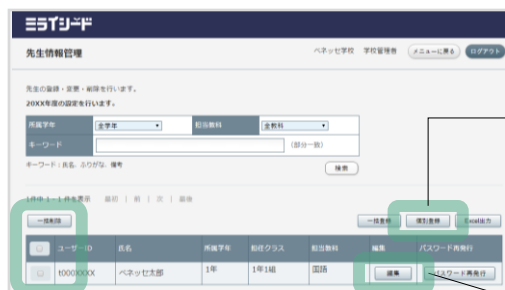 ミライシード
先生情報管理 ベネッセ学校 学校管理者 メニューに戻る ログアウト
先生の登録・変更・削除を行います。
20XX年度の設定を行います。
所属学年 全学年 担当教科 全教科
キーワード (部分一致)
キーワード：氏名、ふりがな、備考 検索
1件中 1－1 件を表示 最初 | 前 | 次 | 最後
一括削除 一括登録 個別登録 Excel出力
ユーザーID 氏名 所属学年 担任クラス 担当教科 編集 パスワード再発行
t000XXXX ベネッセ太郎 1年 1年1組 国語 編集 パスワード再発行